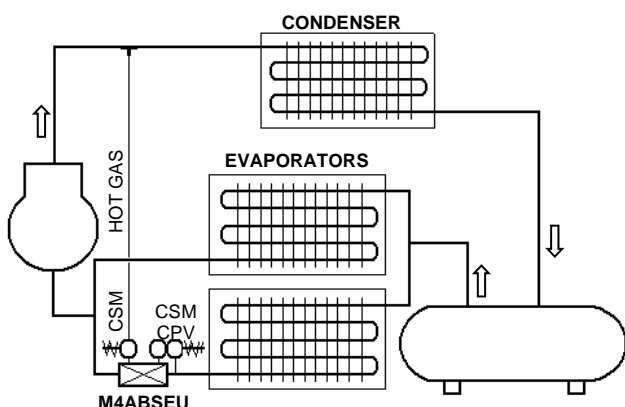 CONDENSER
EVAPORATORS
HOT GAS
CSM
CSM
CPV
M4ABSEU